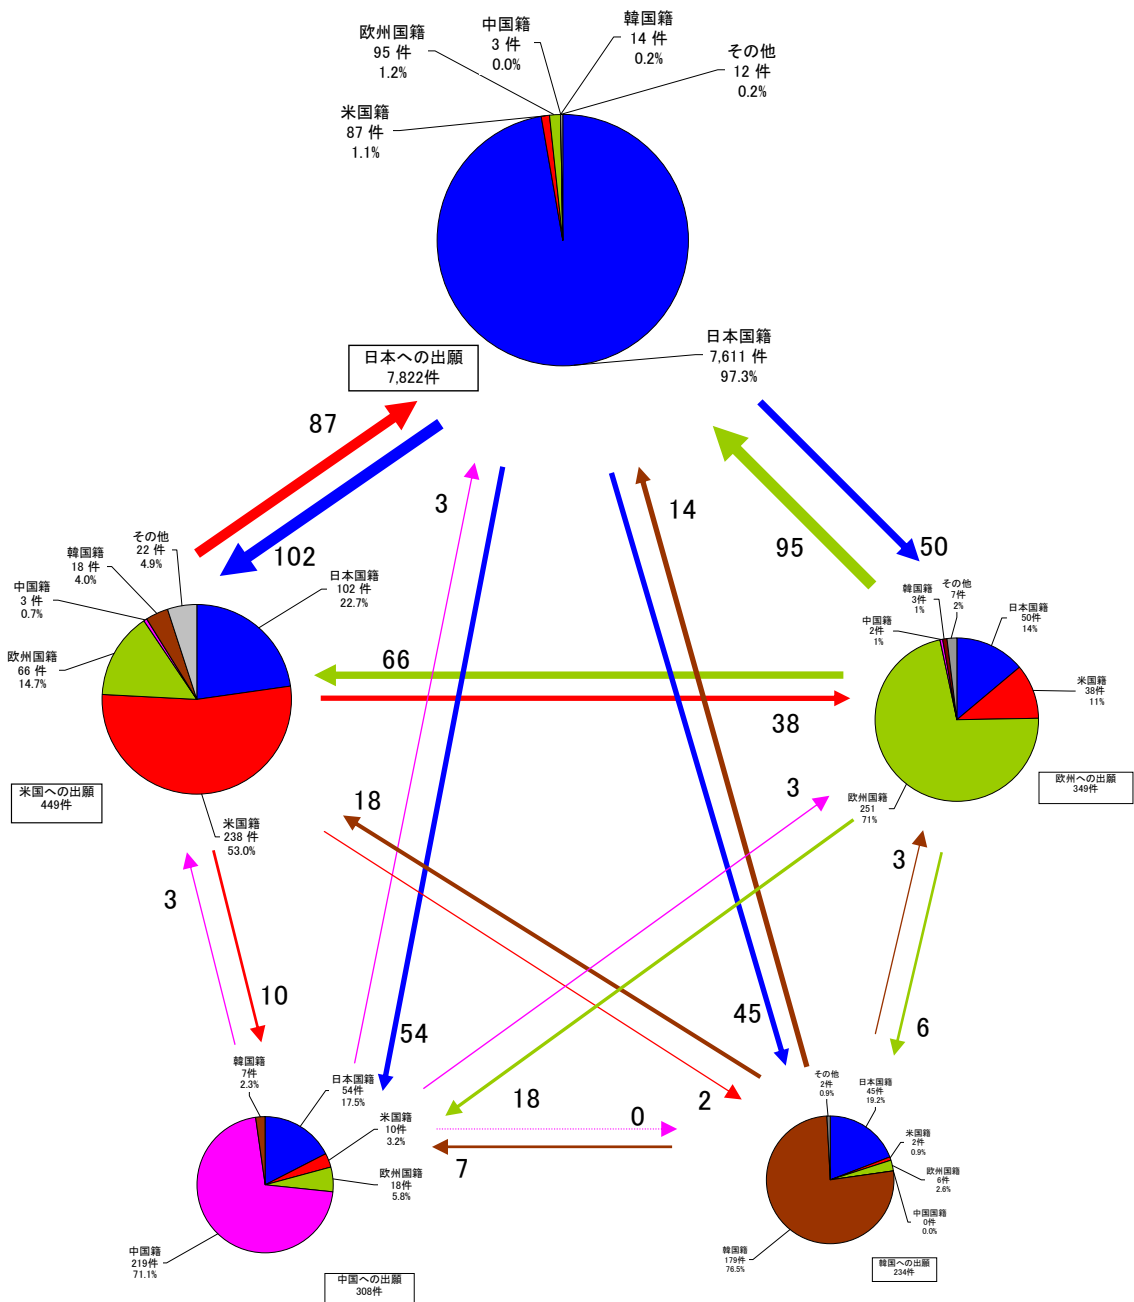 欧州国籍
95 件
1.2%
中国籍
3 件
0.0%
韓国籍
14 件
0.2%
その他
12 件
0.2%
米国籍
87 件
1.1%
日本国籍
7,611 件
97.3%
日本への出願
7,822件
87
102
3
14
95
50
その他
22 件
4.9%
韓国籍
18 件
4.0%
中国籍
3 件
0.7%
日本国籍
102 件
22.7%
欧州国籍
66 件
14.7%
米国籍
238 件
53.0%
米国への出願
449件
66
38
その他
7件
2%
韓国籍
3件
1%
中国籍
2件
1%
日本国籍
50件
14%
米国籍
38件
11%
欧州国籍
251
71%
欧州への出願
349件
18
3
3
3
10
54
45
6
18
0
2
7
韓国籍
7件
2.3%
日本国籍
54件
17.5%
米国籍
10件
3.2%
欧州国籍
18件
5.8%
中国籍
219件
71.1%
中国への出願
308件
その他
2件
0.9%
日本国籍
45件
19.2%
米国籍
2件
0.9%
欧州国籍
6件
2.6%
中国国籍
0件
0.0%
韓国籍
179件
76.5%
韓国への出願
234件